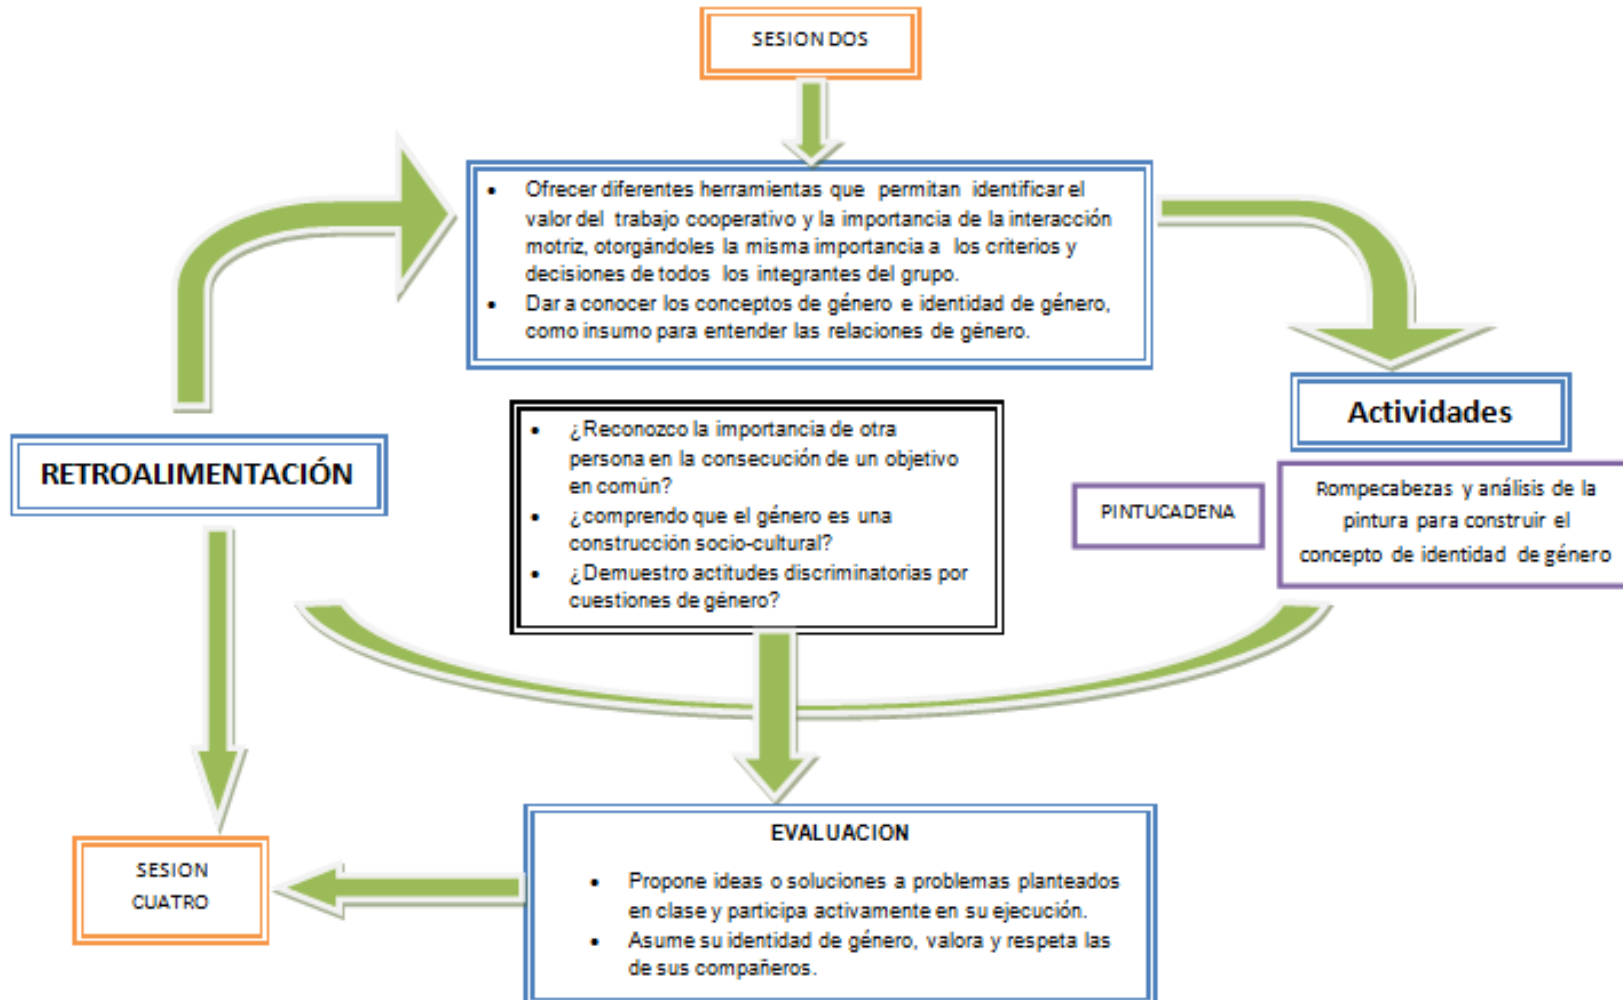 SESION DOS
• Ofrecer diferentes herramientas que permitan identificar el
valor del trabajo cooperativo y la importancia de la interacción
motriz, otorgándoles la misma importancia a los criterios y
decisiones de todos los integrantes del grupo.
• Dar a conocer los conceptos de género e identidad de género,
como insumo para entender las relaciones de género.
Actividades
RETROALIMENTACIÓN
• ¿Reconozco la importancia de otra
persona en la consecución de un objetivo
en común?
• ¿comprendo que el género es una
construcción socio-cultural?
• ¿Demuestro actitudes discriminatorias por
cuestiones de género?
PINTUCADENA
Rompecabezas y análisis de la
pintura para construir el
concepto de identidad de género
EVALUACION
• Propone ideas o soluciones a problemas planteados
en clase y participa activamente en su ejecución.
• Asume su identidad de género, valora y respeta las
de sus compañeros.
SESION
CUATRO